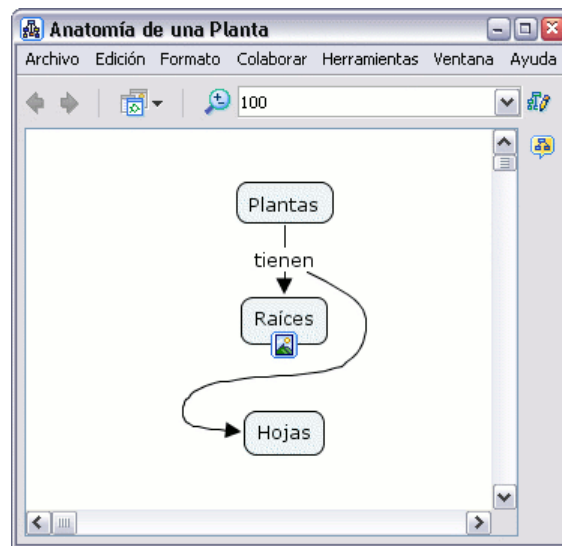 Anatomía de una Planta
Archivo Edición Formato Colaborar Herramientas Ventana Ayuda
100
Plantas
tienen
Raíces
Hojas